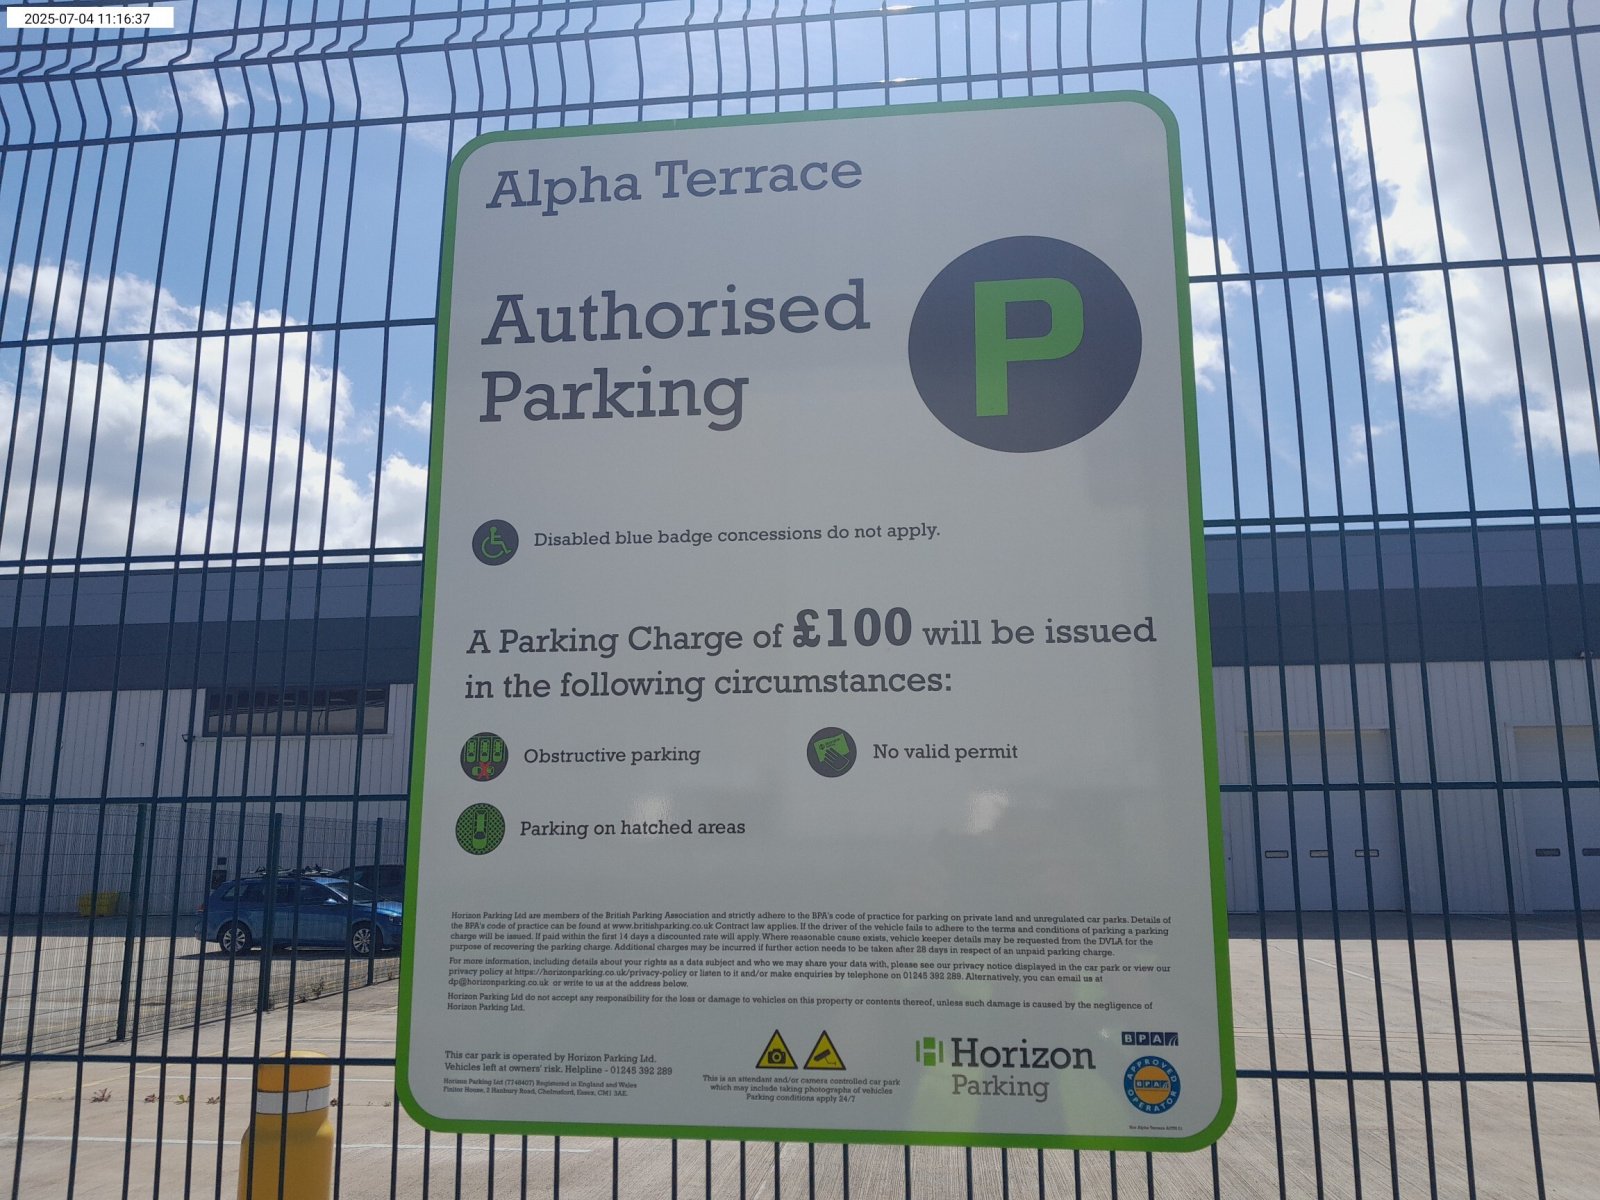 2025-07-04 11:16:37
Alpha Terrace
Authorised
Parking
P
Disabled blue badge concessions do not apply.
A Parking Charge of £100 will be issued
in the following circumstances:
Obstructive parking
No valid permit
Parking on hatched areas
Horizon Parking Ltd are members of the British Parking Association and strictly adhere to the BPA's code of practice for parking on private land and unregulated car parks. Details of
the BPA's code of practice can be found at www.britishparking.co.uk Contract law applies. If the driver of the vehicle fails to adhere to the terms and conditions of parking a parking
charge will be issued. If paid within the first 14 days a discounted rate will apply. Where reasonable cause exists, vehicle keeper details may be requested from the DVLA for the
purpose of recovering the parking charge. Additional charges may be incurred if further action needs to be taken after 28 days in respect of an unpaid parking charge.
For more information, including details about your rights as a data subject and who we may share your data with, please see our privacy notice displayed in the car park or view our
privacy policy at https://horizonparking.co.uk/privacy-policy or listen to it and/or make enquiries by telephone on 01245 392 289. Alternatively, you can email us at
dp@horizonparking.co.uk or write to us at the address below.
Horizon Parking Ltd do not accept any responsibility for the loss or damage to vehicles on this property or contents thereof, unless such damage is caused by the negligence of
Horizon Parking Ltd.
This car park is operated by Horizon Parking Ltd.
Vehicles left at owners' risk. Helpline - 01245 392 289
Horizon Parking Ltd (7748407) Registered in England and Wales
House, 2 Hanbury Road, Chelmsford, Essex, CM1 3AE.
This is an attendant and/or camera controlled car park
which may include taking photographs of vehicles
Parking conditions apply 24/7
Horizon
Parking
BPA
APPROVED
BPA
OPERATOR